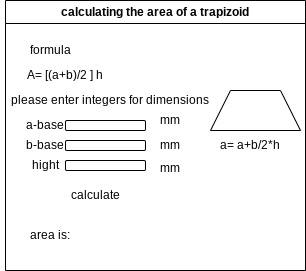 calculating the area of a trapizoid
formula
A= [(a+b)/2 ] h
please enter integers for dimensions
a-base mm
b-base mm
hight mm
a= a+b/2*h
calculate
area is: